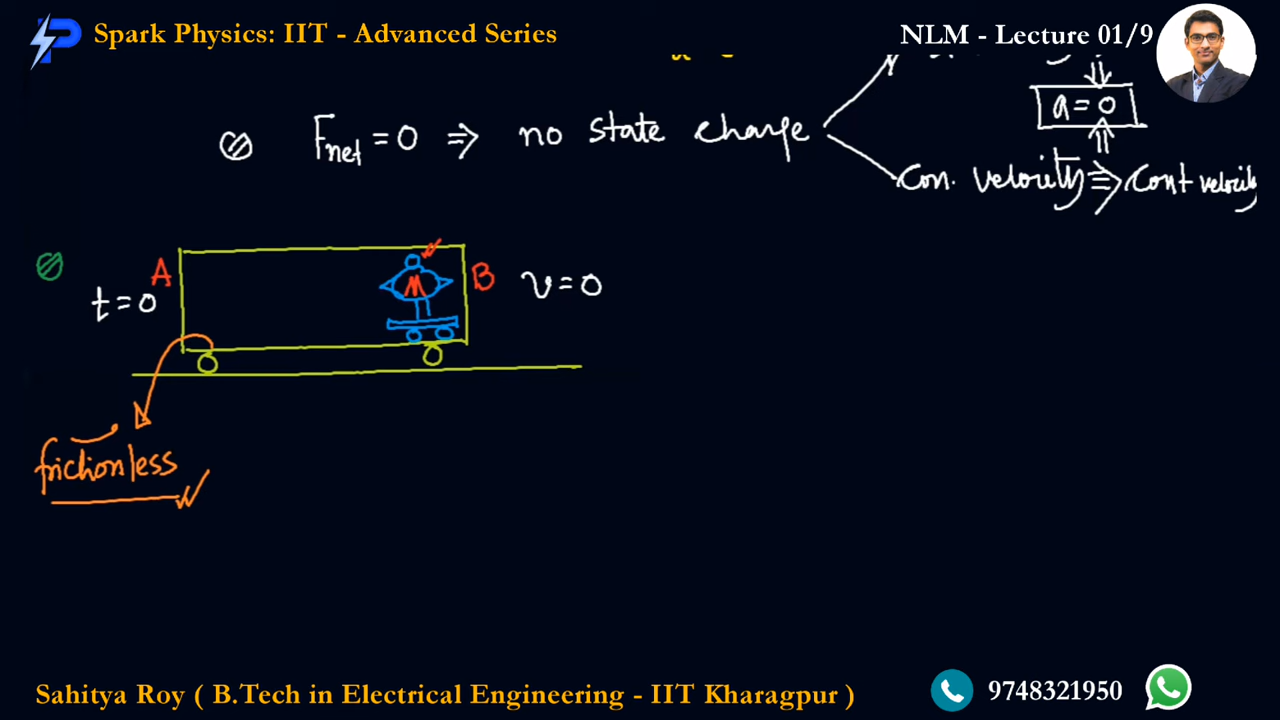 Spark Physics: IIT - Advanced Series
NLM - Lecture 01/9
a = 0
Fnet = 0 ⇒ no state change
Con. velocity ≡> Cont velocity
A
M
B
v = 0
t = 0
frictionless
Sahitya Roy ( B.Tech in Electrical Engineering - IIT Kharagpur )
9748321950